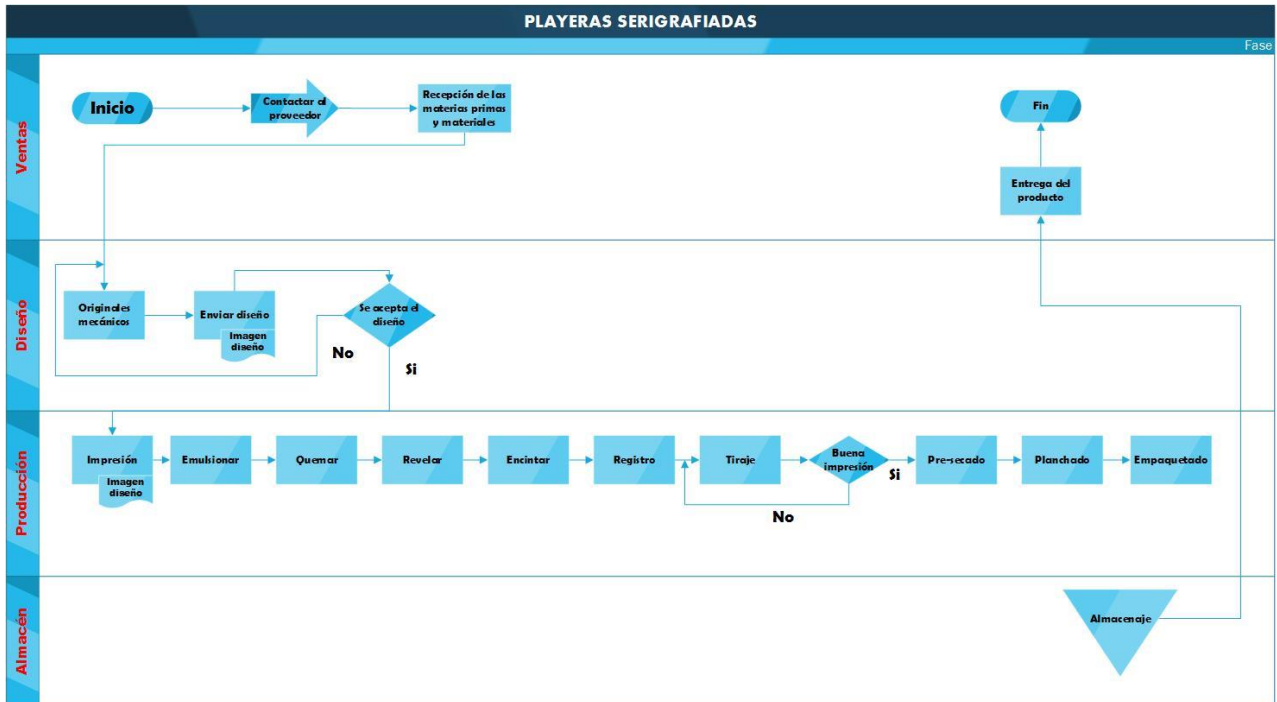 PLAYERAS SERIGRAFIADAS
Fase
Ventas
Inicio
Contactar al
proveedor
Recepción de las
materias primas
y materiales
Fin
Entrega del
producto
Diseño
Originales
mecánicos
Enviar diseño
Imagen
diseño
Se acepta el
diseño
No
Si
Producción
Impresión
Imagen
diseño
Emulsionar
Quemar
Revelar
Encintar
Registro
Tiraje
Buena
impresión
Si
No
Pre-secado
Planchado
Empaquetado
Almacén
Almacenaje